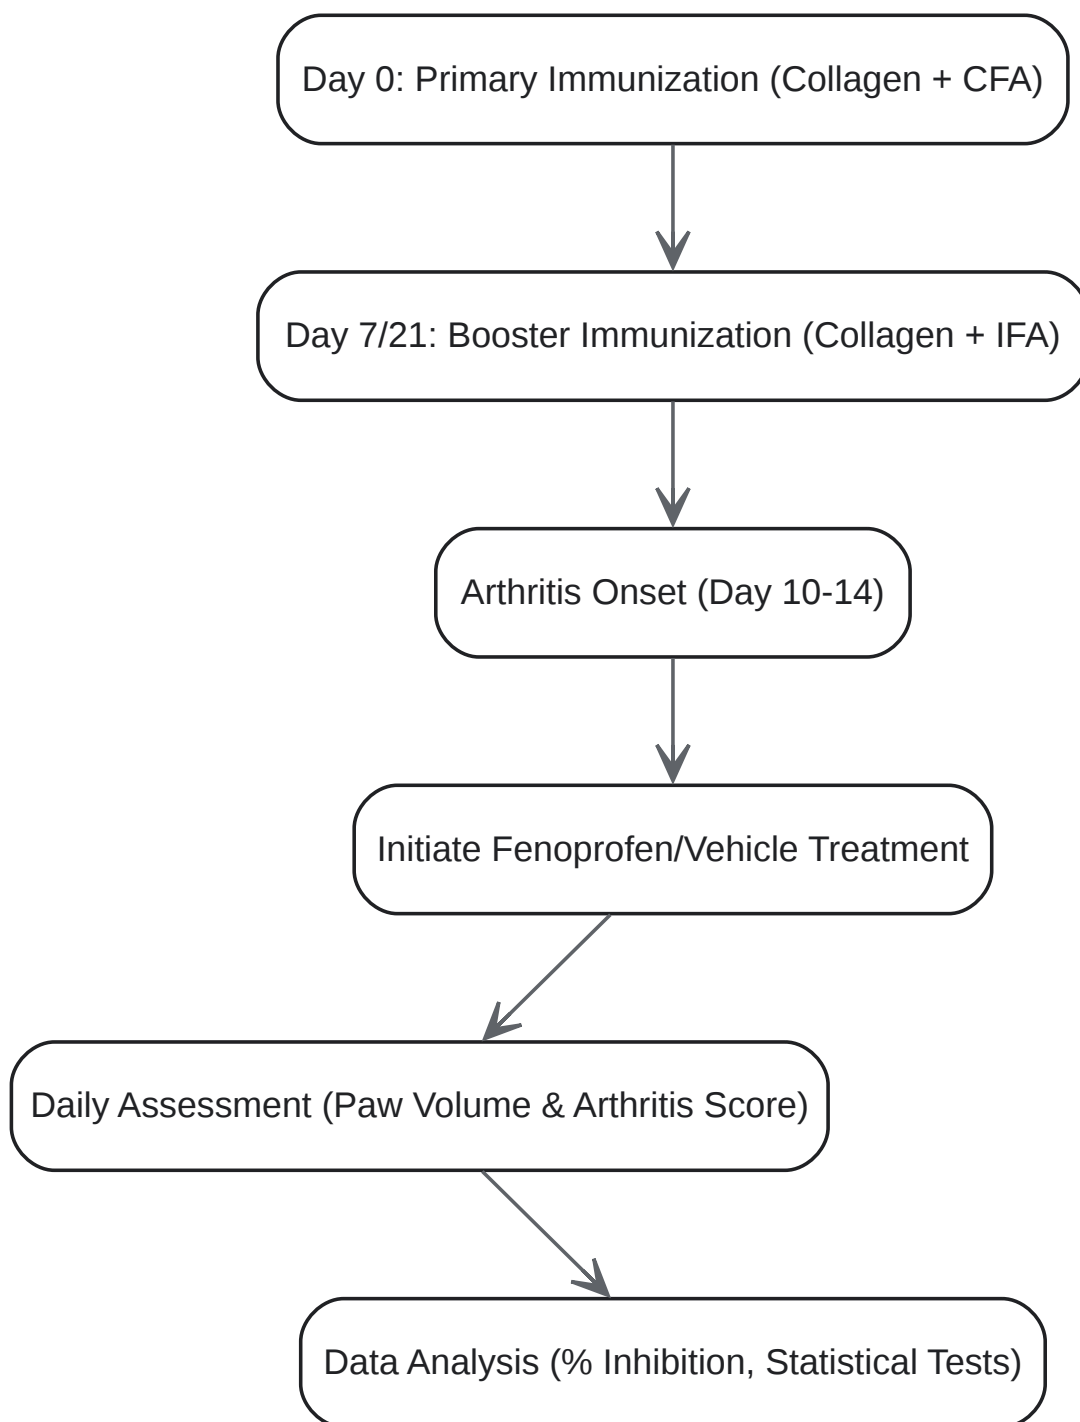 Day 0: Primary Immunization (Collagen + CFA)
Day 7/21: Booster Immunization (Collagen + IFA)
Arthritis Onset (Day 10-14)
Initiate Fenoprofen/Vehicle Treatment
Daily Assessment (Paw Volume & Arthritis Score)
Data Analysis (% Inhibition, Statistical Tests)